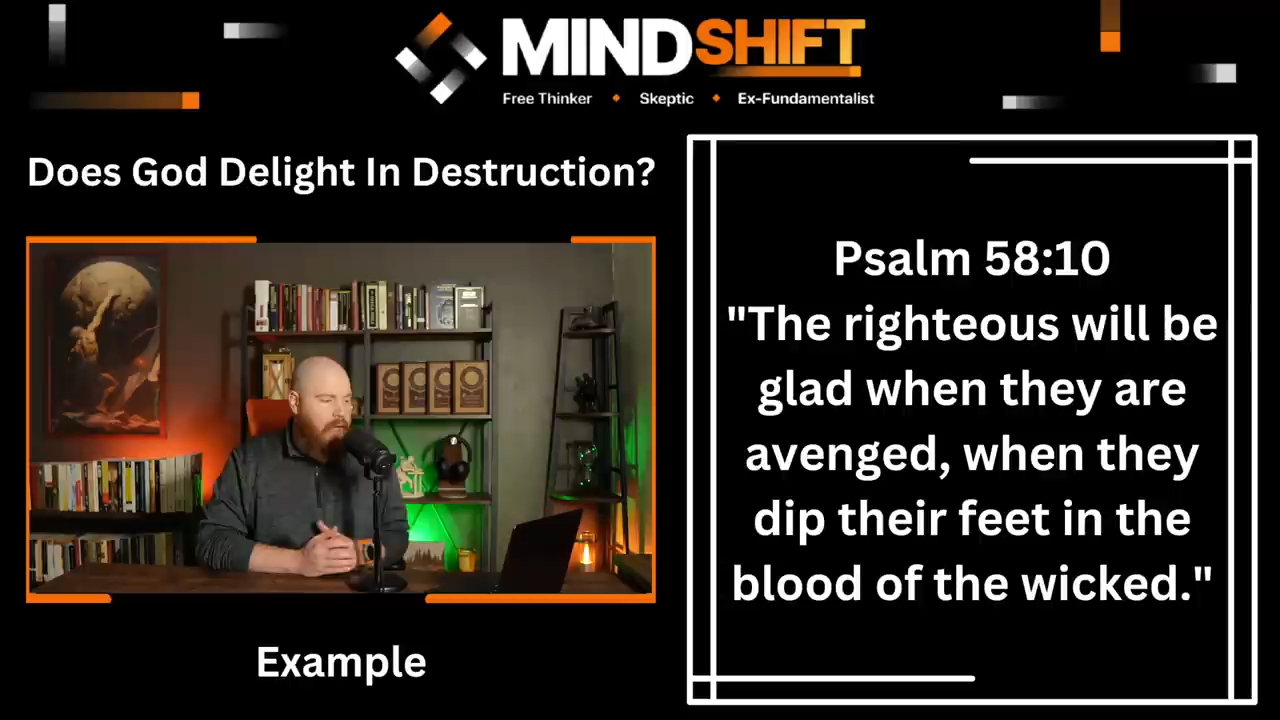 MINDSHIFT
Free Thinker ◆ Skeptic ◆ Ex-Fundamentalist
Does God Delight In Destruction?
Psalm 58:10
"The righteous will be
glad when they are
avenged, when they
dip their feet in the
blood of the wicked."
Example